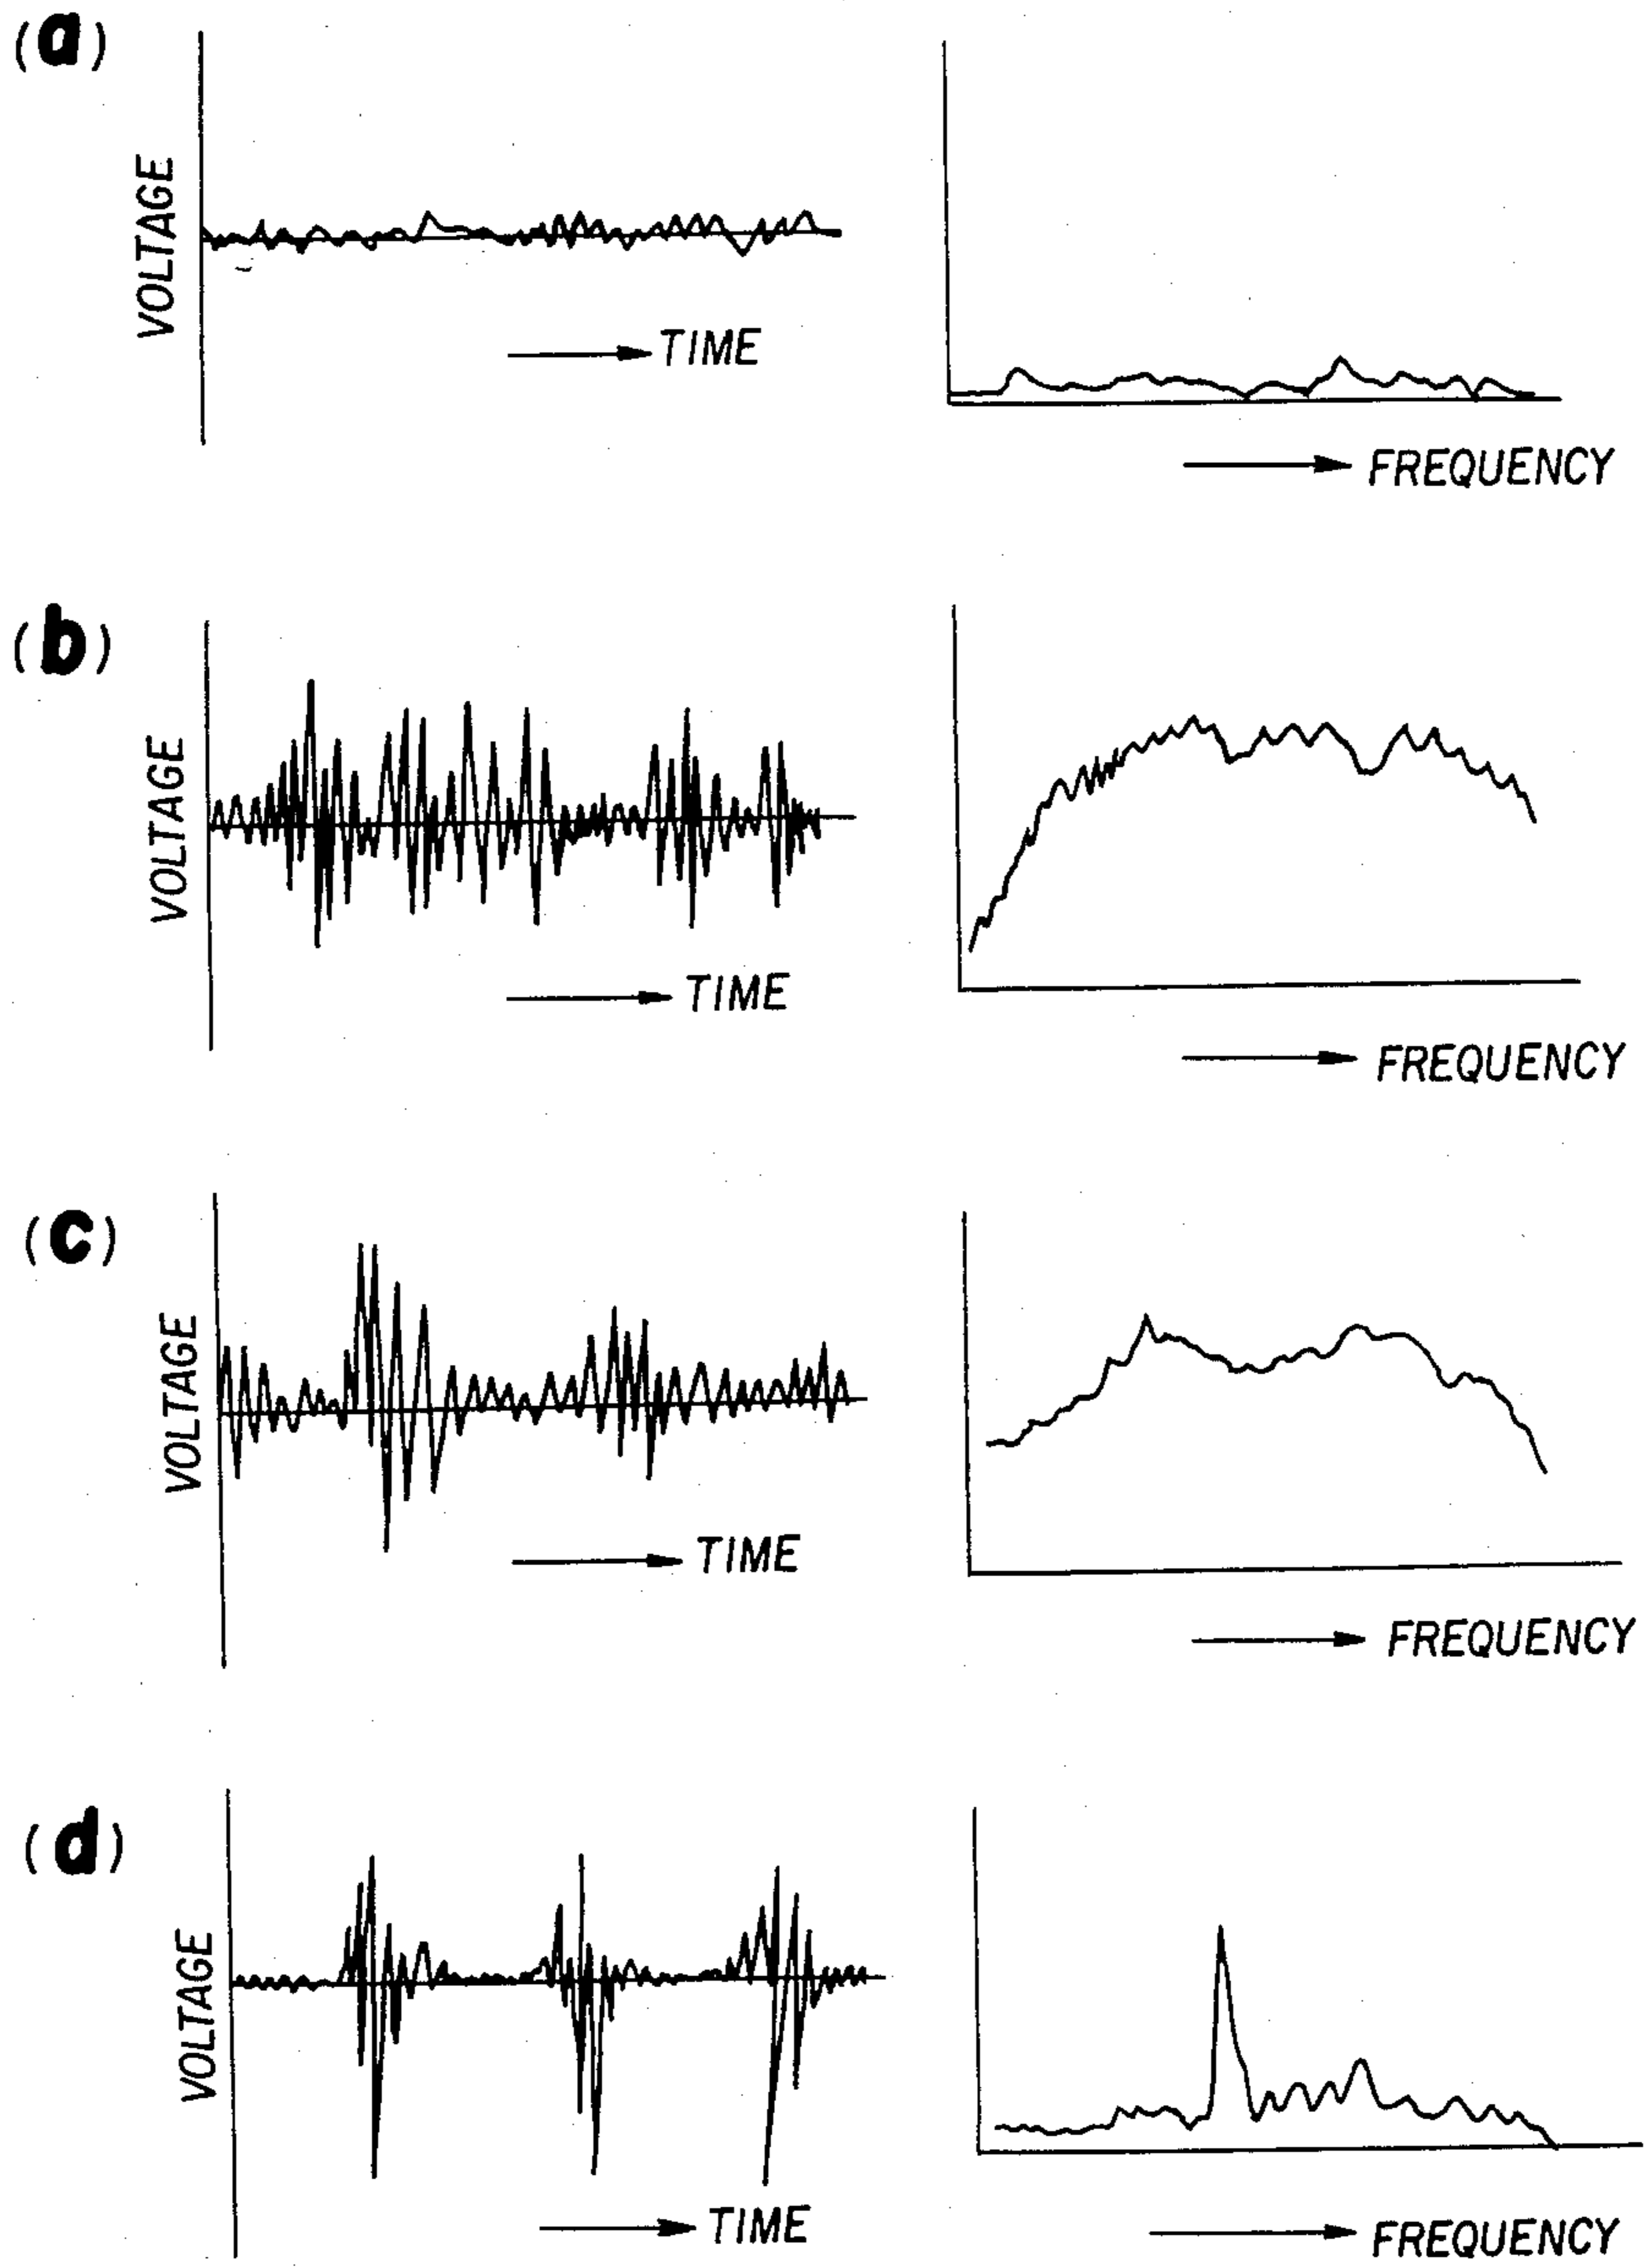 (a)
VOLTAGE
TIME
FREQUENCY
(b)
VOLTAGE
TIME
FREQUENCY
(c)
VOLTAGE
TIME
FREQUENCY
(d)
VOLTAGE
TIME
FREQUENCY